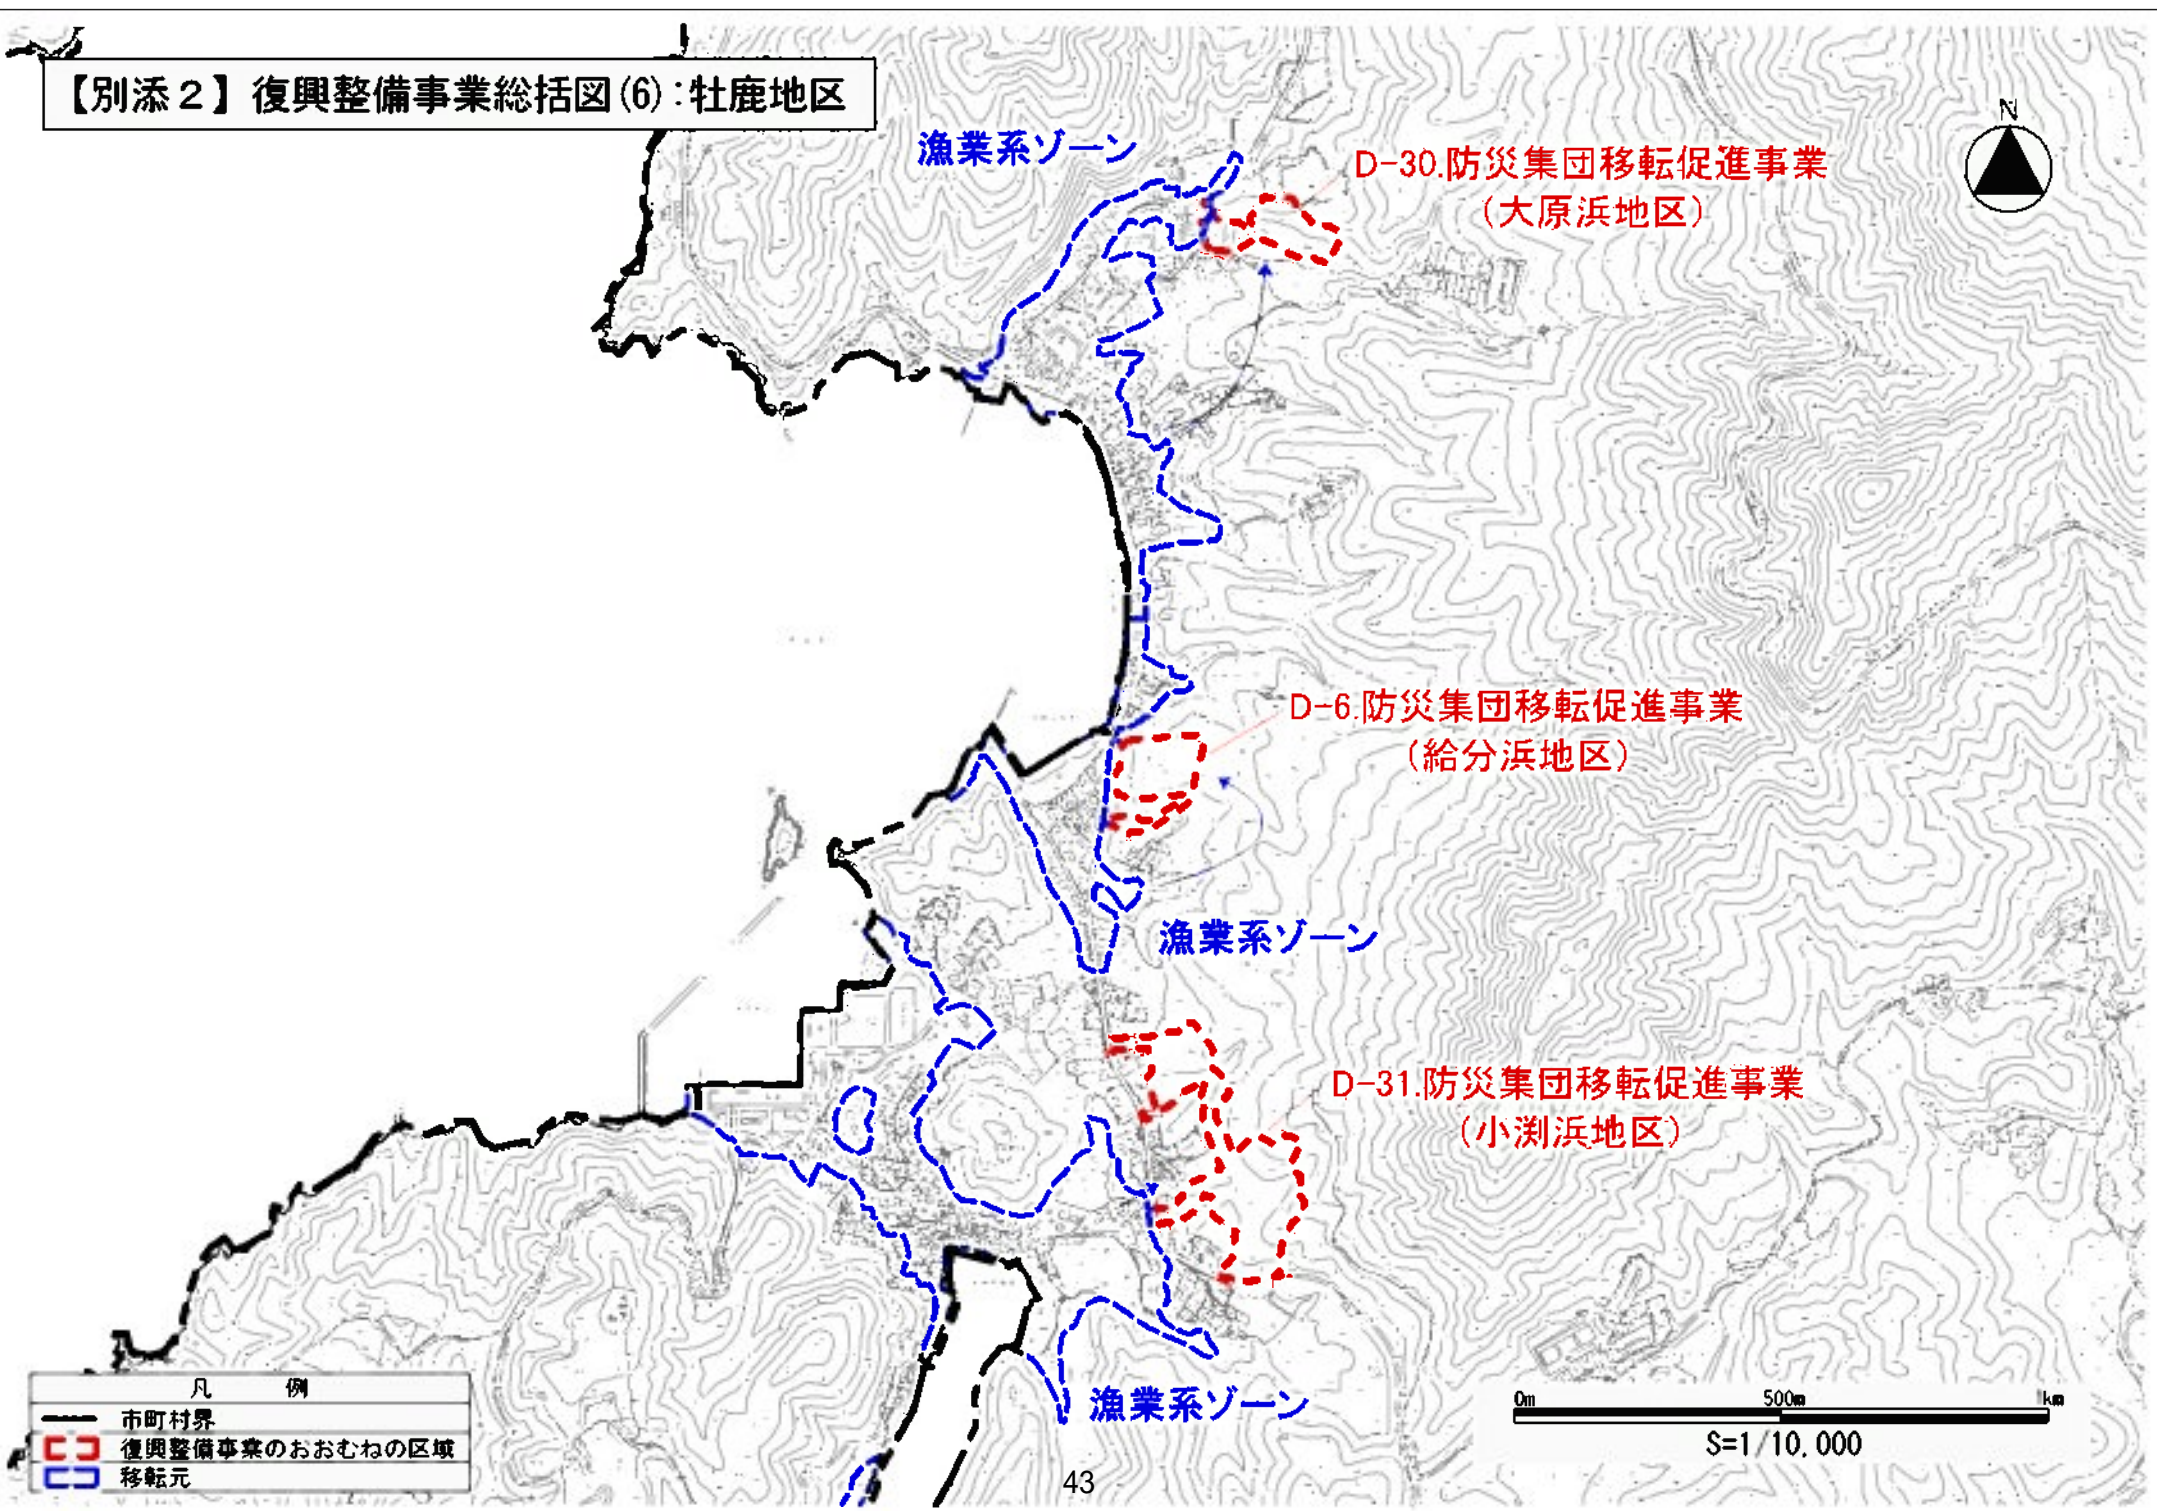 【別添２】復興整備事業総括図(6):牡鹿地区
漁業系ゾーン
N
D-30.防災集団移転促進事業
(大原浜地区)
D-6.防災集団移転促進事業
(給分浜地区)
漁業系ゾーン
D-31.防災集団移転促進事業
(小渕浜地区)
漁業系ゾーン
凡 例
市町村界
復興整備事業のおおむねの区域
移転元
0m 500m 1km
S=1/10,000
43